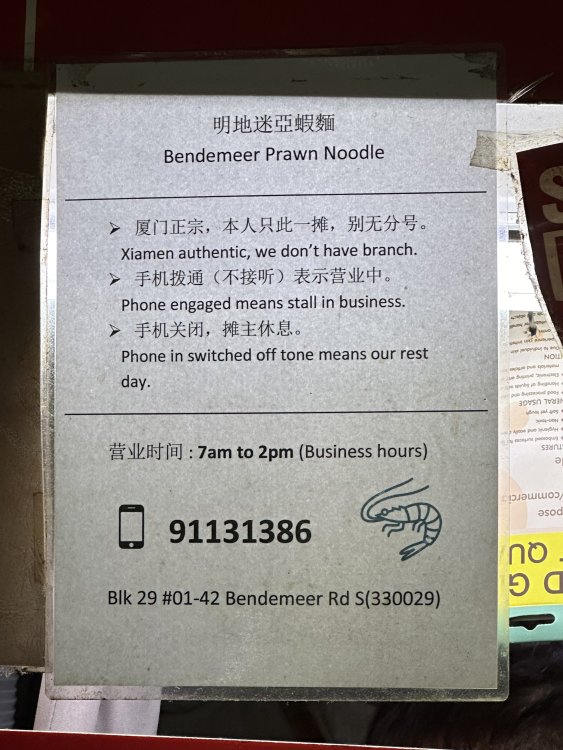 明地迷亞蝦麵
Bendemeer Prawn Noodle
➢ 厦门正宗，本人只此一摊，别无分号。
Xiamen authentic, we don't have branch.
➢ 手机拨通（不接听）表示营业中。
Phone engaged means stall in business.
➢ 手机关闭，摊主休息。
Phone in switched off tone means our rest
day.
营业时间 : 7am to 2pm (Business hours)
91131386
Blk 29 #01-42 Bendemeer Rd S(330029)